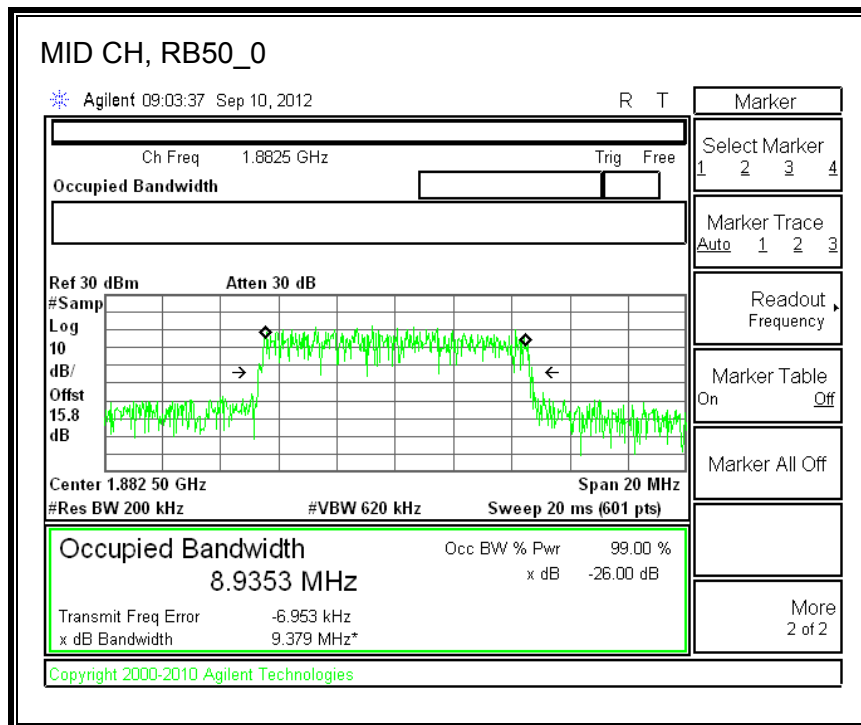 MID CH, RB50_0
Agilent 09:03:37 Sep 10, 2012 R T
Ch Freq 1.8825 GHz Trig Free
Occupied Bandwidth
Ref 30 dBm Atten 30 dB
#Samp
Log
10
dB/
Offst
15.8
dB
Center 1.882 50 GHz Span 20 MHz
#Res BW 200 kHz #VBW 620 kHz Sweep 20 ms (601 pts)
Occupied Bandwidth Occ BW % Pwr 99.00 %
8.9353 MHz x dB -26.00 dB
Transmit Freq Error -6.953 kHz
x dB Bandwidth 9.379 MHz*
Copyright 2000-2010 Agilent Technologies
Marker
Select Marker
1 2 3 4
Marker Trace
Auto 1 2 3
Readout
Frequency
Marker Table
On Off
Marker All Off
More
2 of 2